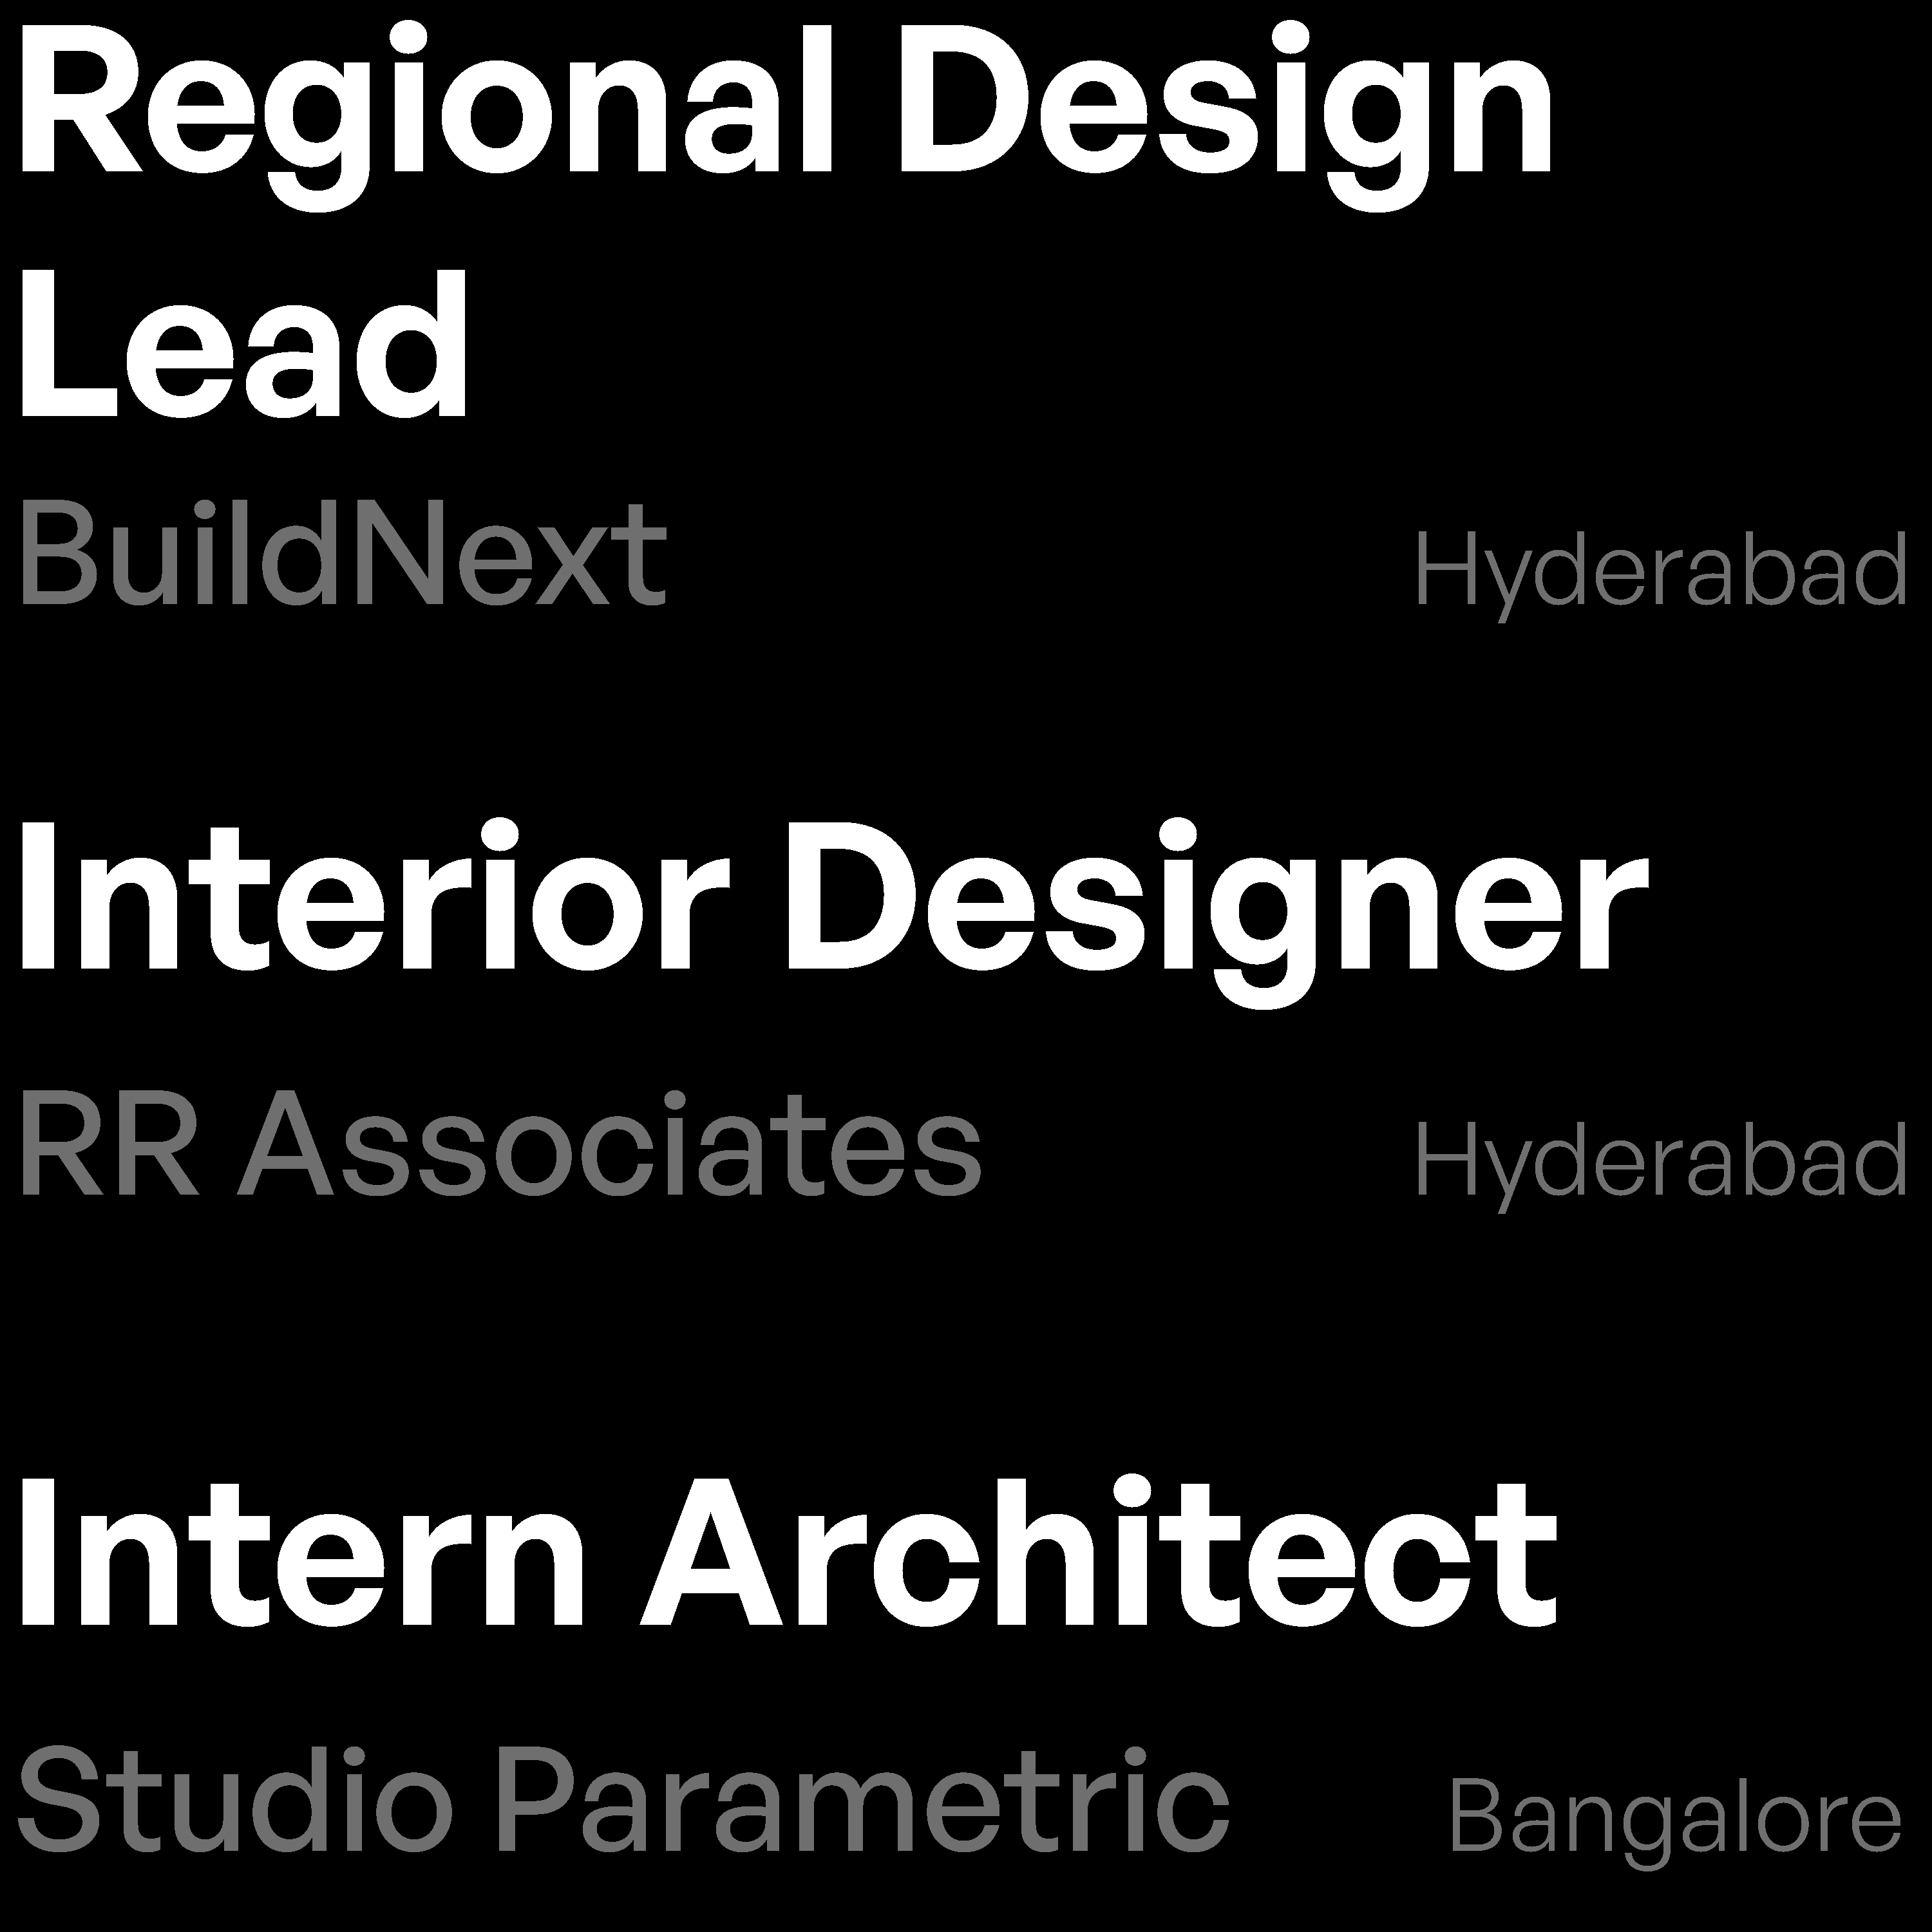 Regional Design
Lead
BuildNext Hyderabad
Interior Designer
RR Associates Hyderabad
Intern Architect
Studio Parametric Bangalore